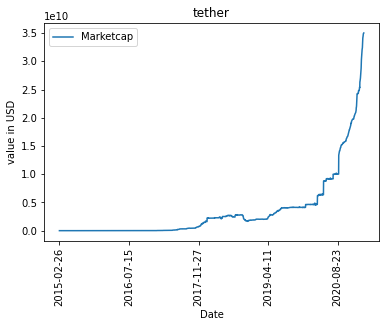 tether
1e10
Marketcap
3.5
3.0
2.5
2.0
1.5
1.0
0.5
0.0
value in USD
2015-02-26
2016-07-15
2017-11-27
2019-04-11
2020-08-23
Date